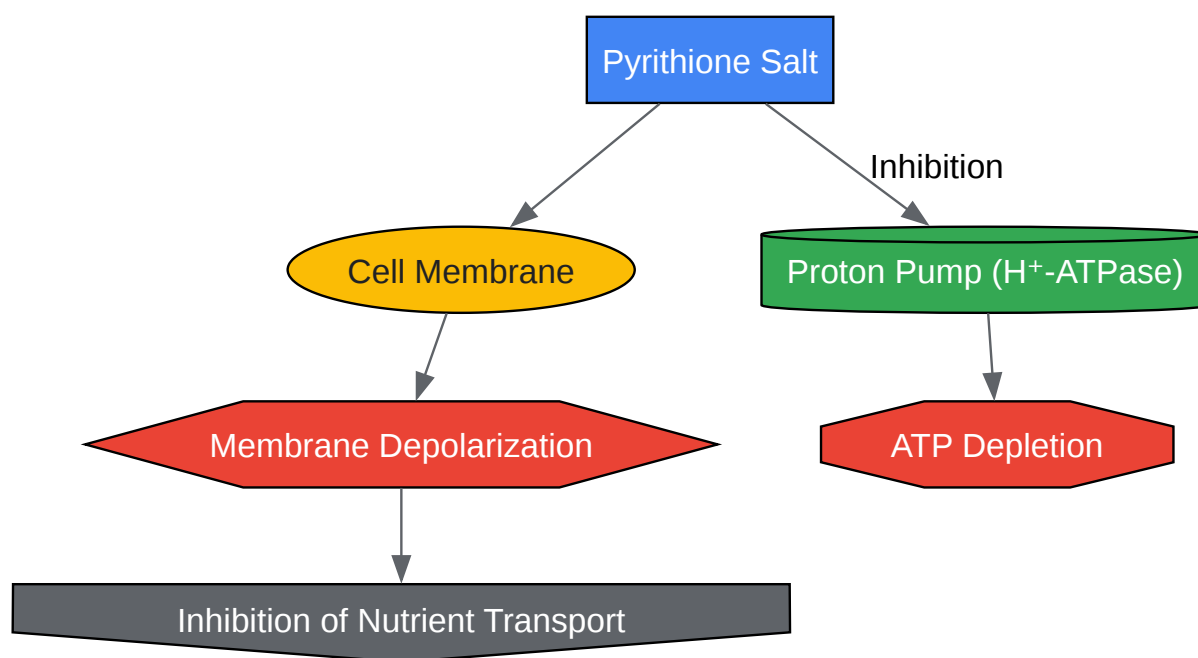 Pyrithione Salt
Inhibition
Cell Membrane
Proton Pump (H⁺-ATPase)
Membrane Depolarization
ATP Depletion
Inhibition of Nutrient Transport